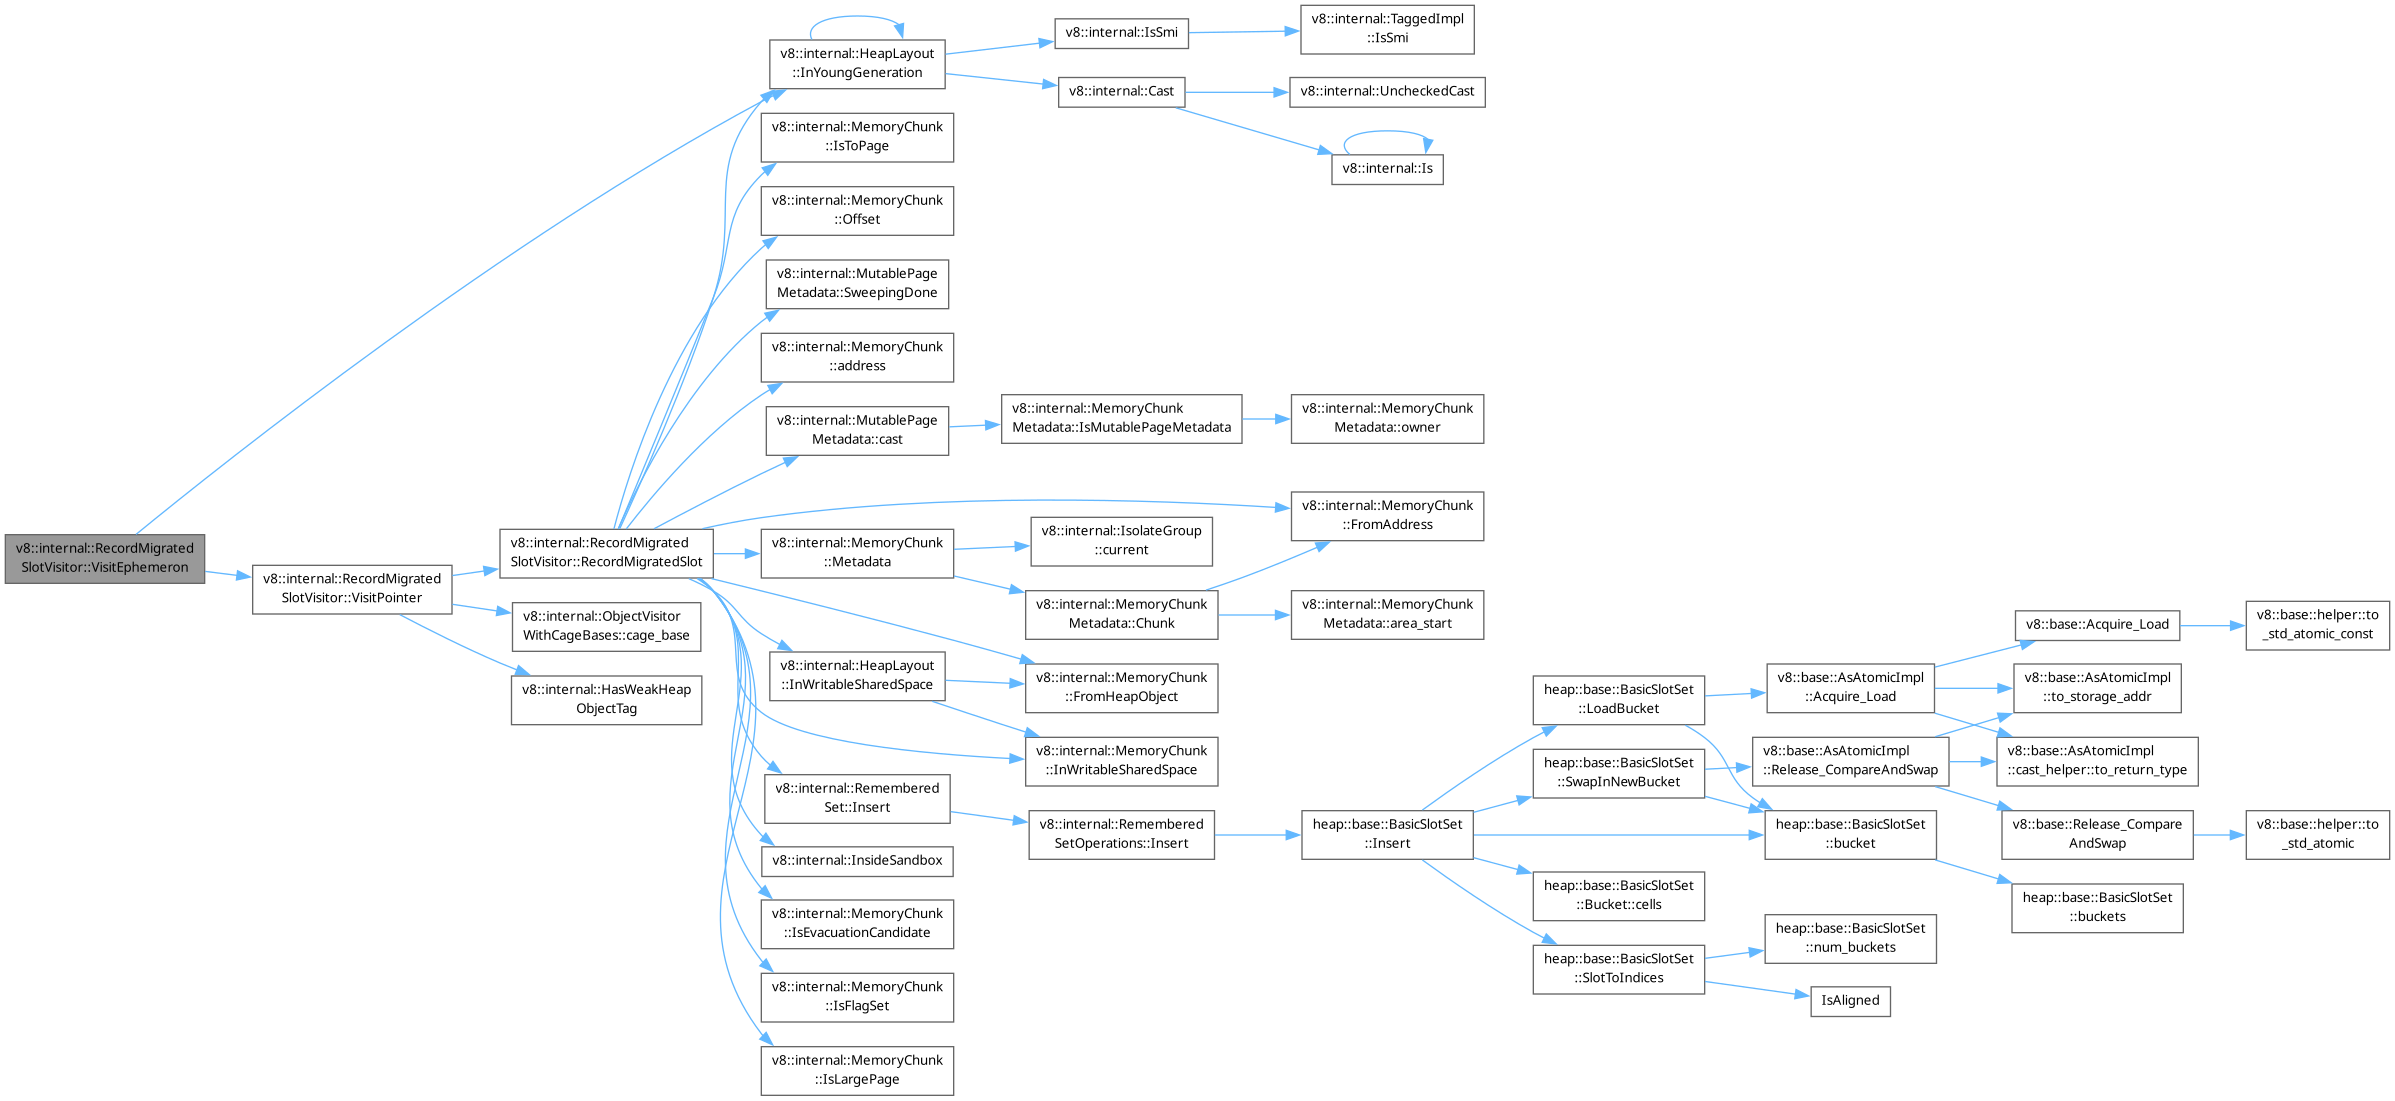 v8::internal::RecordMigrated
SlotVisitor::VisitEphemeron
v8::internal::RecordMigrated
SlotVisitor::VisitPointer
v8::internal::RecordMigrated
SlotVisitor::RecordMigratedSlot
v8::internal::ObjectVisitor
WithCageBases::cage_base
v8::internal::HasWeakHeap
ObjectTag
v8::internal::HeapLayout
::InYoungGeneration
v8::internal::MemoryChunk
::IsToPage
v8::internal::MemoryChunk
::Offset
v8::internal::MutablePage
Metadata::SweepingDone
v8::internal::MemoryChunk
::address
v8::internal::MutablePage
Metadata::cast
v8::internal::MemoryChunk
::Metadata
v8::internal::HeapLayout
::InWritableSharedSpace
v8::internal::Remembered
Set::Insert
v8::internal::InsideSandbox
v8::internal::MemoryChunk
::IsEvacuationCandidate
v8::internal::MemoryChunk
::IsFlagSet
v8::internal::MemoryChunk
::IsLargePage
v8::internal::IsSmi
v8::internal::Cast
v8::internal::MemoryChunk
Metadata::IsMutablePageMetadata
v8::internal::IsolateGroup
::current
v8::internal::MemoryChunk
Metadata::Chunk
v8::internal::MemoryChunk
::FromHeapObject
v8::internal::MemoryChunk
::InWritableSharedSpace
v8::internal::Remembered
SetOperations::Insert
v8::internal::TaggedImpl
::IsSmi
v8::internal::UncheckedCast
v8::internal::Is
v8::internal::MemoryChunk
Metadata::owner
v8::internal::MemoryChunk
::FromAddress
v8::internal::MemoryChunk
Metadata::area_start
heap::base::BasicSlotSet
::Insert
heap::base::BasicSlotSet
::LoadBucket
heap::base::BasicSlotSet
::SwapInNewBucket
heap::base::BasicSlotSet
::Bucket::cells
heap::base::BasicSlotSet
::SlotToIndices
v8::base::AsAtomicImpl
::Acquire_Load
v8::base::AsAtomicImpl
::Release_CompareAndSwap
heap::base::BasicSlotSet
::bucket
heap::base::BasicSlotSet
::num_buckets
IsAligned
v8::base::Acquire_Load
v8::base::AsAtomicImpl
::to_storage_addr
v8::base::AsAtomicImpl
::cast_helper::to_return_type
v8::base::Release_Compare
AndSwap
heap::base::BasicSlotSet
::buckets
v8::base::helper::to
_std_atomic_const
v8::base::helper::to
_std_atomic